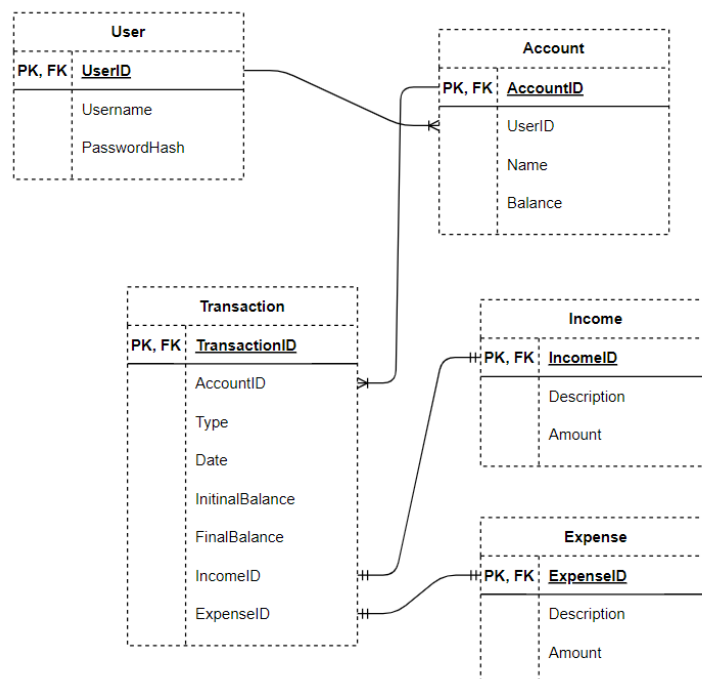 User
PK, FK UserID
Username
PasswordHash
Account
PK, FK AccountID
UserID
Name
Balance
Transaction
PK, FK TransactionID
AccountID
Type
Date
InitinalBalance
FinalBalance
IncomeID
ExpenseID
Income
PK, FK IncomeID
Description
Amount
Expense
PK, FK ExpenseID
Description
Amount